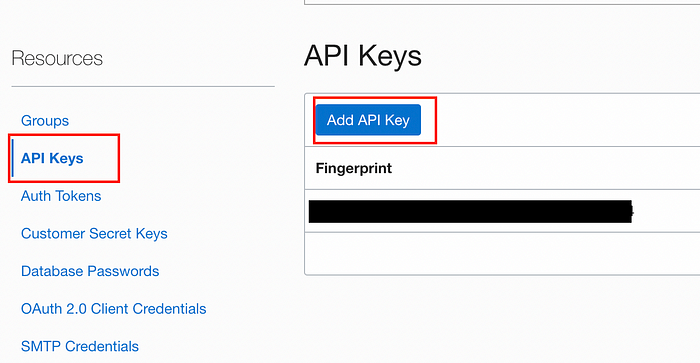 Resources
Groups
API Keys
Auth Tokens
Customer Secret Keys
Database Passwords
OAuth 2.0 Client Credentials
SMTP Credentials
API Keys
Add API Key
Fingerprint